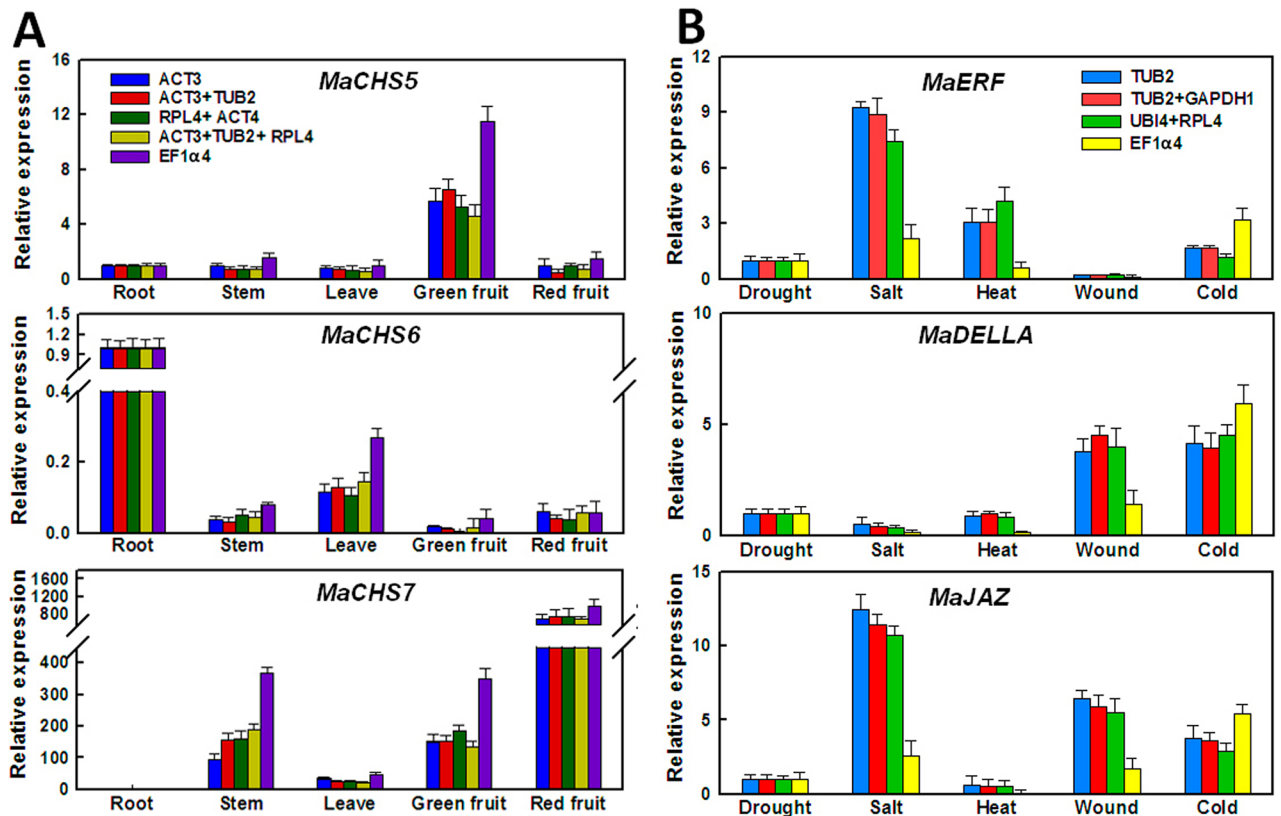 A
Relative expression
16
12
8
4
0
MaCHS5
ACT3
ACT3+TUB2
RPL4+ ACT4
ACT3+TUB2+ RPL4
EF1α4
Root Stem Leave Green fruit Red fruit
Relative expression
1.5
1.2
0.9
0.4
0.2
0.0
MaCHS6
Root Stem Leave Green fruit Red fruit
Relative expression
1600
1200
800
400
300
200
100
0
MaCHS7
Root Stem Leave Green fruit Red fruit
B
Relative expression
12
9
6
3
0
MaERF
TUB2
TUB2+GAPDH1
UBI4+RPL4
EF1α4
Drought Salt Heat Wound Cold
Relative expression
10
5
0
MaDELLA
Drought Salt Heat Wound Cold
Relative expression
15
10
5
0
MaJAZ
Drought Salt Heat Wound Cold